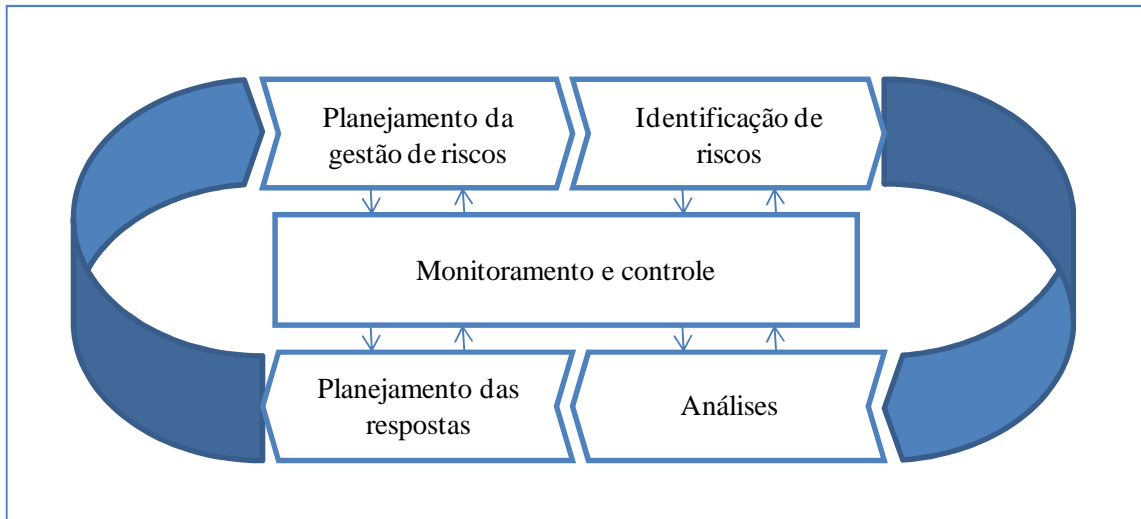 Planejamento da
gestão de riscos
Identificação de
riscos
Monitoramento e controle
Planejamento das
respostas
Análises